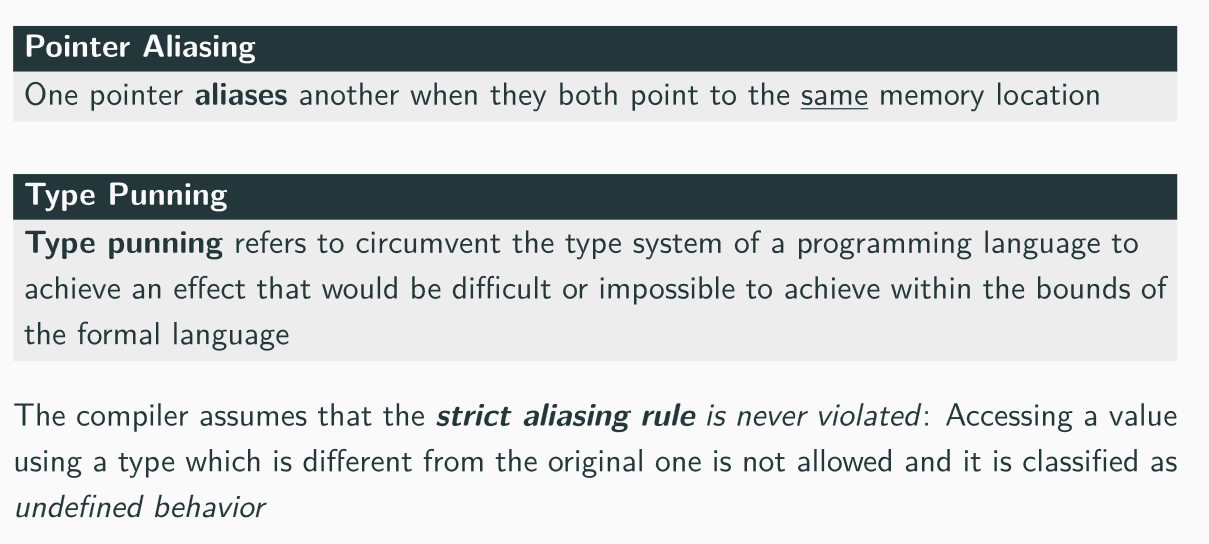 Pointer Aliasing
One pointer aliases another when they both point to the same memory location
Type Punning
Type punning refers to circumvent the type system of a programming language to
achieve an effect that would be difficult or impossible to achieve within the bounds of
the formal language
The compiler assumes that the strict aliasing rule is never violated: Accessing a value
using a type which is different from the original one is not allowed and it is classified as
undefined behavior